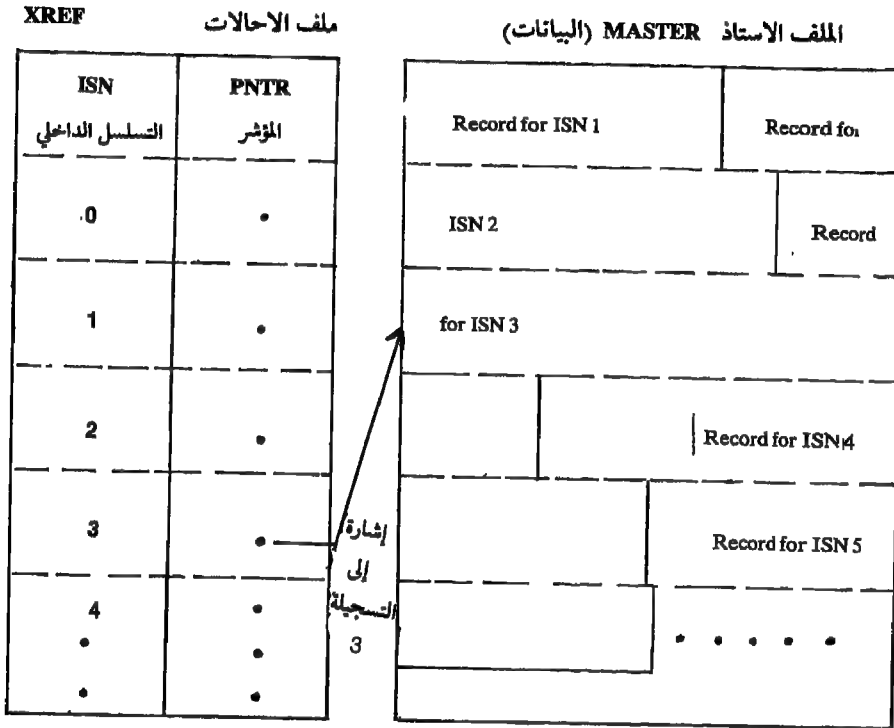 XREF ملف الاحالات
الملف الاستاذ MASTER (البيانات)
ISN PNTR
التسلسل الداخلي المؤشر
0
1
2
3
4
إشارة
إلى
التسجيلة
3
Record for ISN 1
Record for
ISN 2
Record
for ISN 3
Record for ISN 4
Record for ISN 5